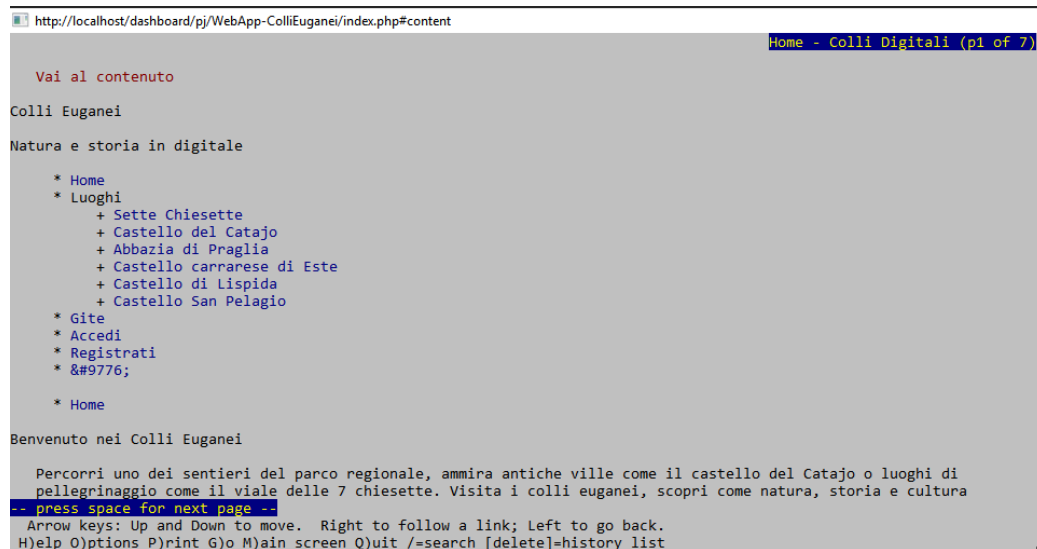 http://localhost/dashboard/pj/WebApp-ColliEuganei/index.php#content
Home - Colli Digitali (p1 of 7)
Vai al contenuto
Colli Euganei
Natura e storia in digitale
* Home
* Luoghi
+ Sette Chiesette
+ Castello del Catajo
+ Abbazia di Praglia
+ Castello carrarese di Este
+ Castello di Lispida
+ Castello San Pelagio
* Gite
* Accedi
* Registrati
* &#9776;
* Home
Benvenuto nei Colli Euganei
Percorri uno dei sentieri del parco regionale, ammira antiche ville come il castello del Catajo o luoghi di
pellegrinaggio come il viale delle 7 chiesette. Visita i colli euganei, scopri come natura, storia e cultura
-- press space for next page --
Arrow keys: Up and Down to move. Right to follow a link; Left to go back.
H)elp O)ptions P)rint G)o M)ain screen Q)uit /=search [delete]=history list